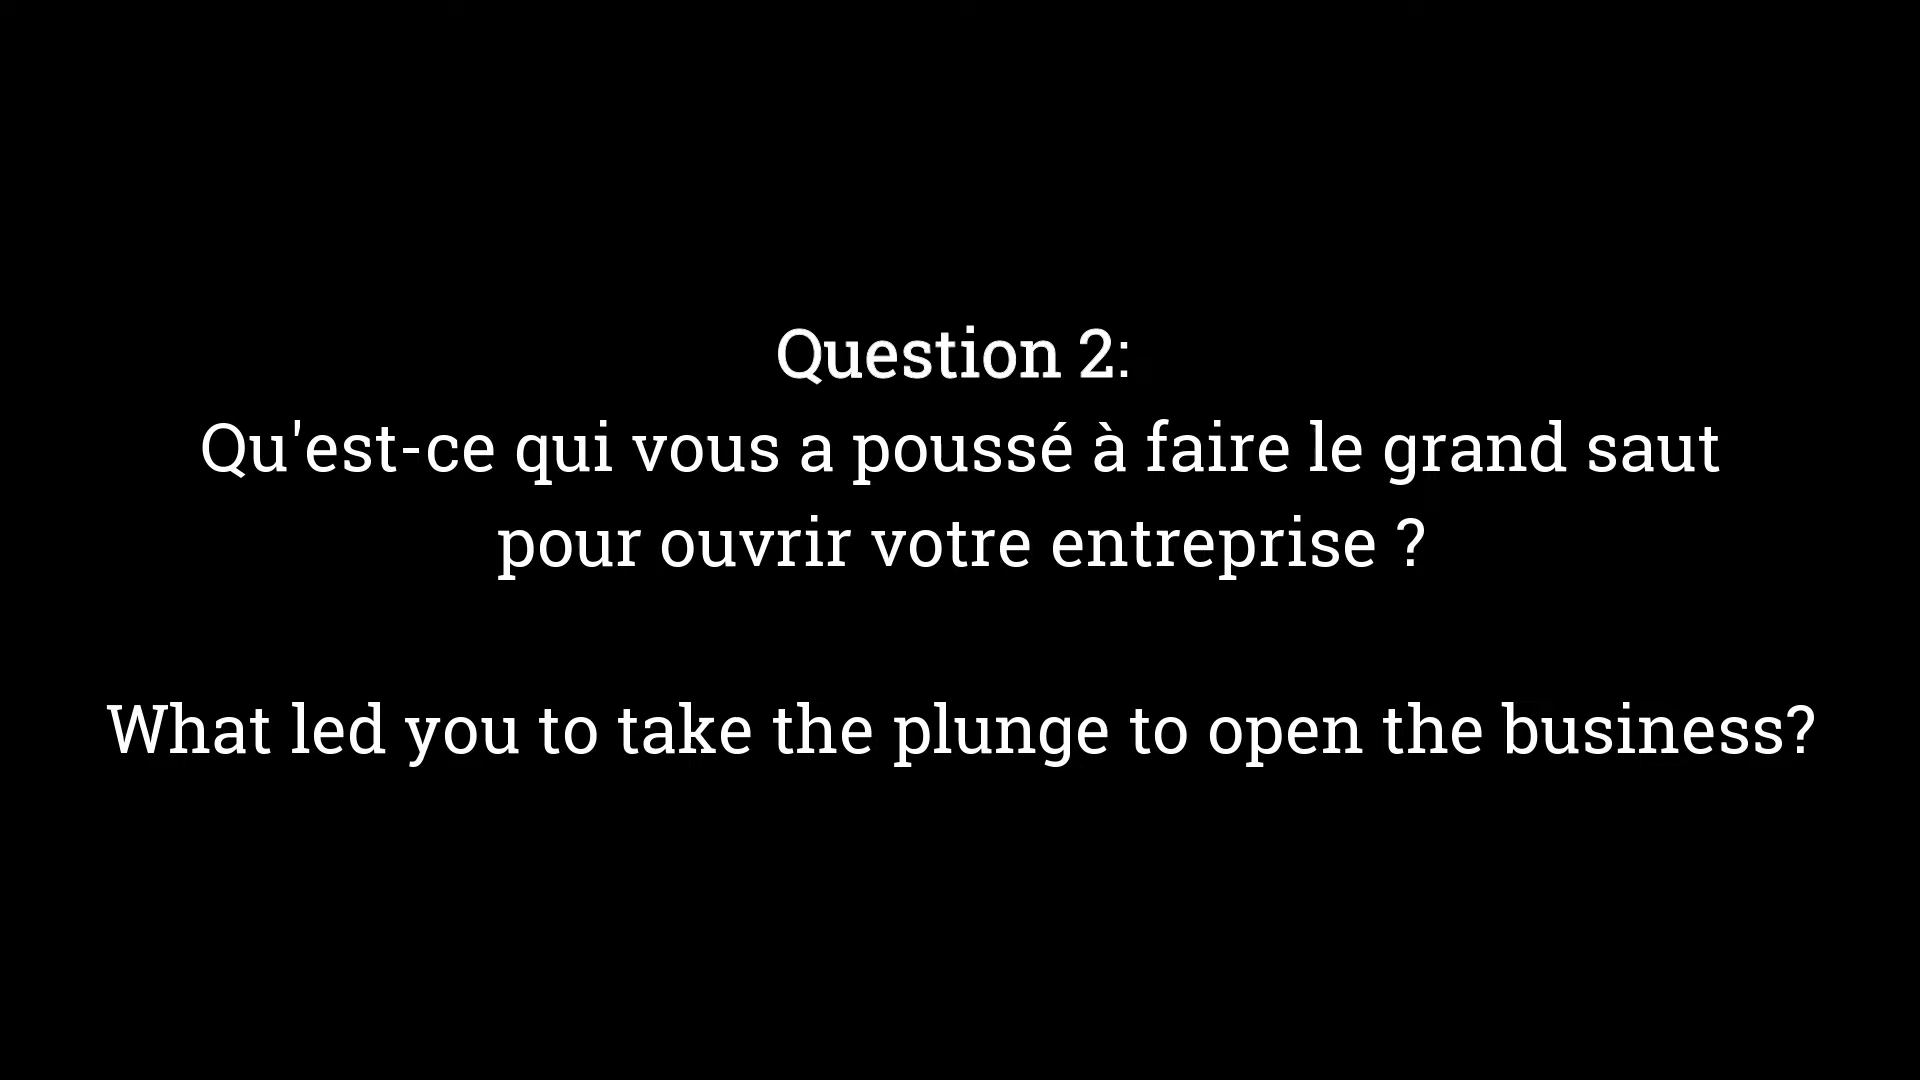 Question 2:
Qu'est-ce qui vous a poussé à faire le grand saut
pour ouvrir votre entreprise ?
What led you to take the plunge to open the business?